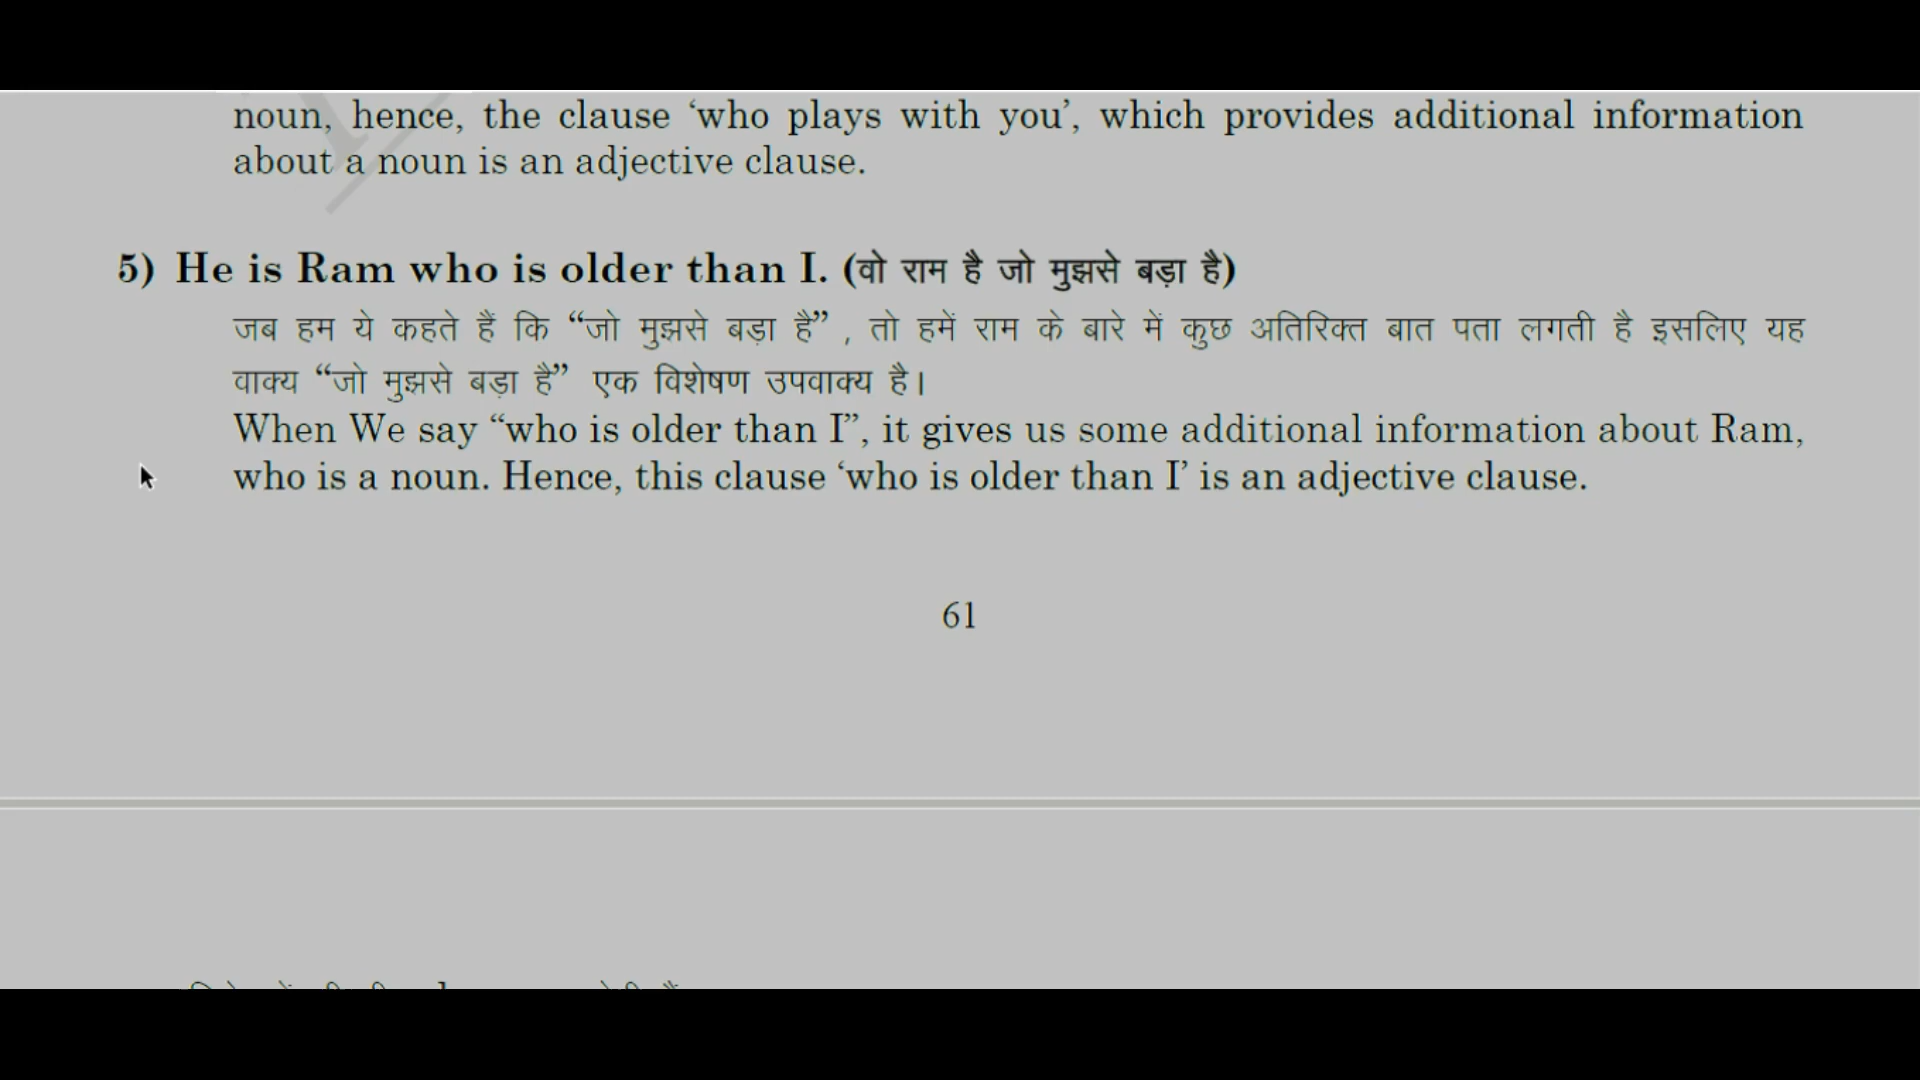 noun, hence, the clause ‘who plays with you’, which provides additional information
about a noun is an adjective clause.
5) He is Ram who is older than I. (वो राम है जो मुझसे बड़ा है)
जब हम ये कहते हैं कि “जो मुझसे बड़ा है” , तो हमें राम के बारे में कुछ अतिरिक्त बात पता लगती है इसलिए यह
वाक्य “जो मुझसे बड़ा है” एक विशेषण उपवाक्य है।
When We say “who is older than I”, it gives us some additional information about Ram,
who is a noun. Hence, this clause ‘who is older than I’ is an adjective clause.
61